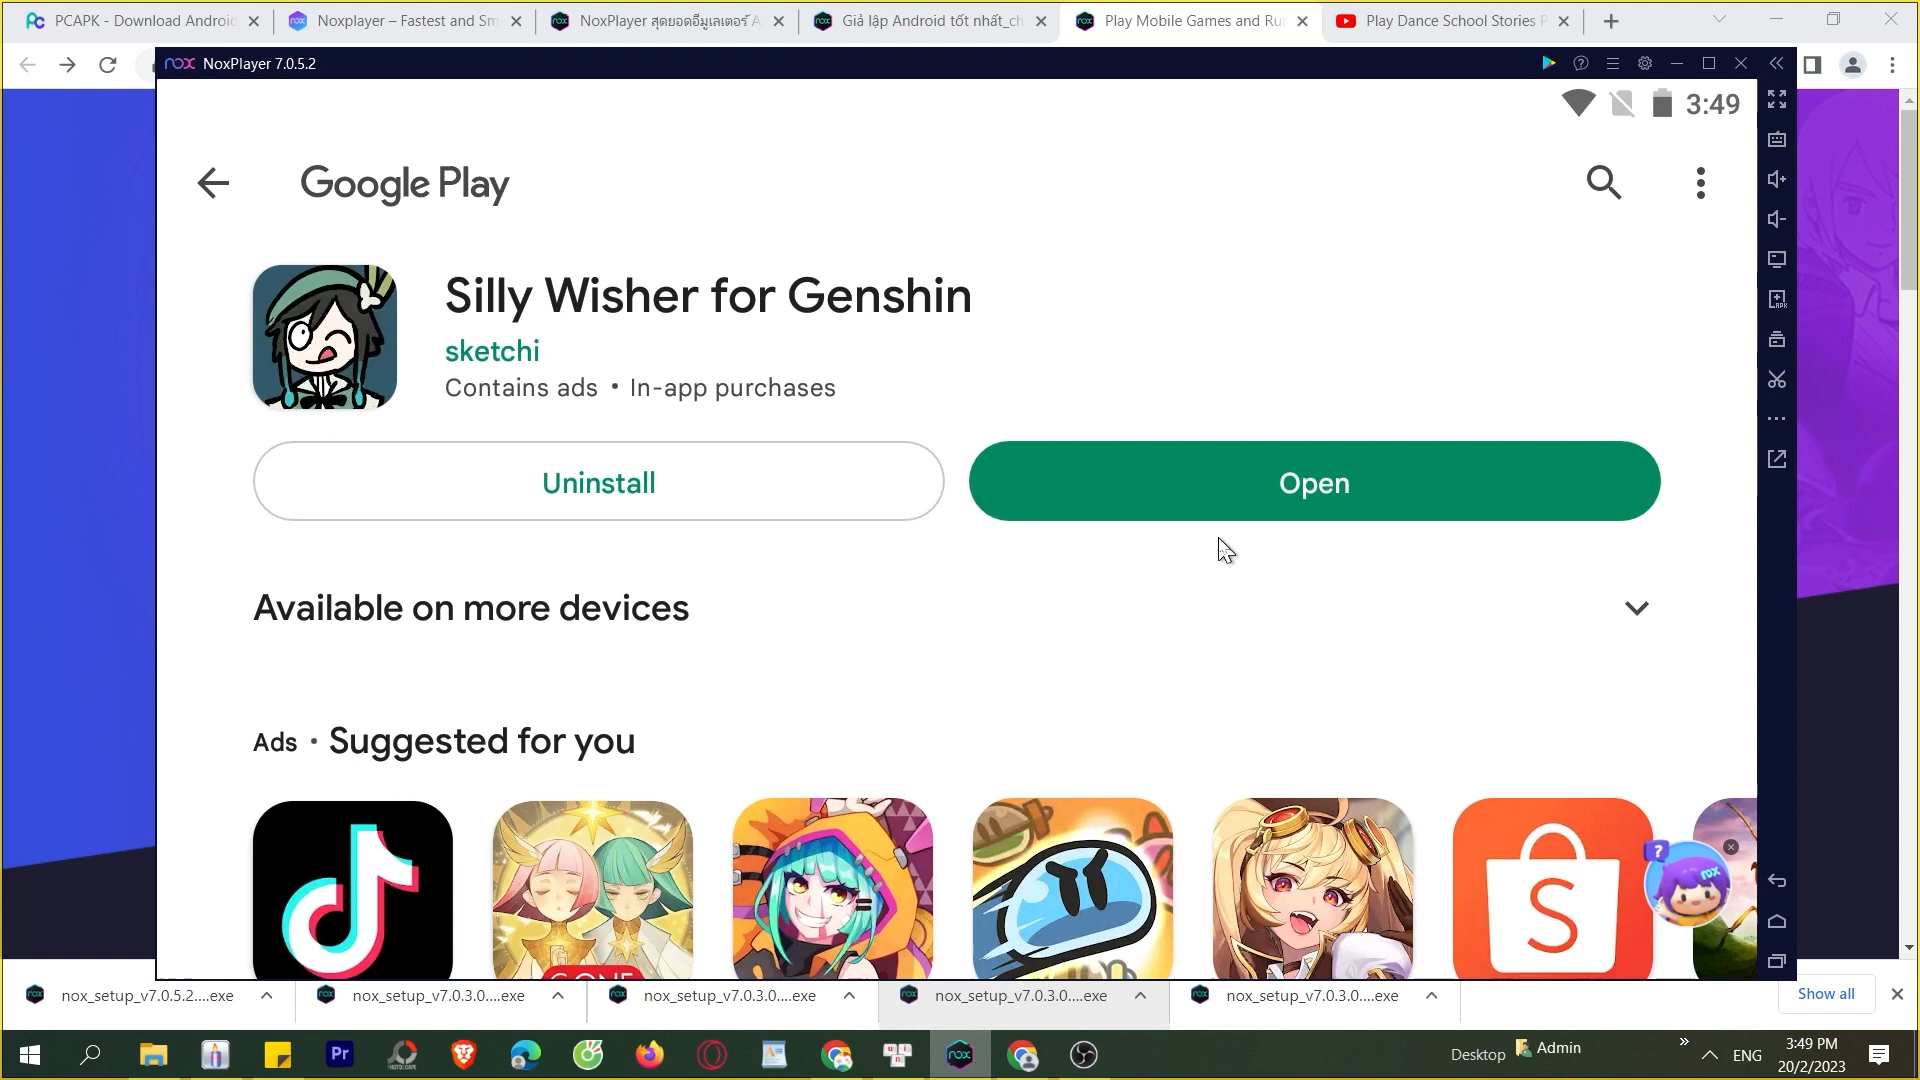 PCAPK - Download Android
Noxplayer – Fastest and Sm
NoxPlayer สุดยอดอีมูเลเตอร์ A
Giả lập Android tốt nhất_ch
Play Mobile Games and Ru
Play Dance School Stories P
nox NoxPlayer 7.0.5.2
3:49
Google Play
Silly Wisher for Genshin
sketchi
Contains ads • In-app purchases
Uninstall
Open
Available on more devices
Ads • Suggested for you
nox_setup_v7.0.5.2....exe
nox_setup_v7.0.3.0....exe
nox_setup_v7.0.3.0....exe
nox_setup_v7.0.3.0....exe
nox_setup_v7.0.3.0....exe
Show all
Pr
nox
Desktop
Admin
ENG
3:49 PM
20/2/2023